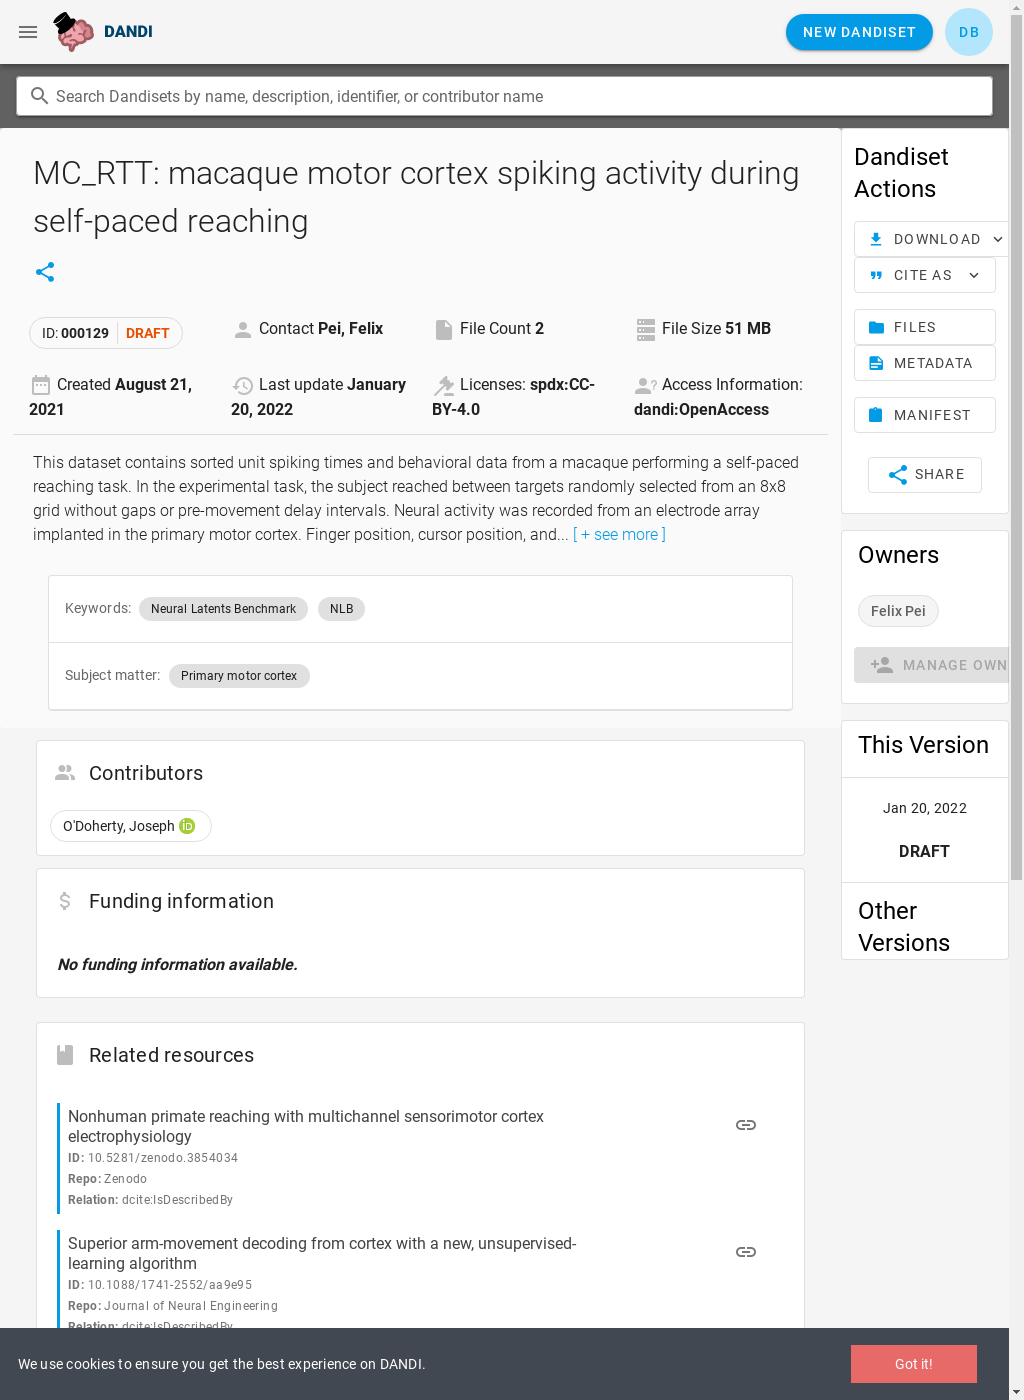 DANDI
NEW DANDISET
DB
Search Dandisets by name, description, identifier, or contributor name
MC_RTT: macaque motor cortex spiking activity during
self-paced reaching
ID: 000129 DRAFT
Contact Pei, Felix
File Count 2
File Size 51 MB
Created August 21,
2021
Last update January
20, 2022
Licenses: spdx:CC-
BY-4.0
Access Information:
dandi:OpenAccess
This dataset contains sorted unit spiking times and behavioral data from a macaque performing a self-paced
reaching task. In the experimental task, the subject reached between targets randomly selected from an 8x8
grid without gaps or pre-movement delay intervals. Neural activity was recorded from an electrode array
implanted in the primary motor cortex. Finger position, cursor position, and... [ + see more ]
Keywords: Neural Latents Benchmark NLB
Subject matter: Primary motor cortex
Contributors
O'Doherty, Joseph iD
Funding information
No funding information available.
Related resources
Nonhuman primate reaching with multichannel sensorimotor cortex
electrophysiology
ID: 10.5281/zenodo.3854034
Repo: Zenodo
Relation: dcite:IsDescribedBy
Superior arm-movement decoding from cortex with a new, unsupervised-
learning algorithm
ID: 10.1088/1741-2552/aa9e95
Repo: Journal of Neural Engineering
Relation: dcite:IsDescribedBy
Dandiset
Actions
DOWNLOAD
CITE AS
FILES
METADATA
MANIFEST
SHARE
Owners
Felix Pei
MANAGE OWN
This Version
Jan 20, 2022
DRAFT
Other
Versions
We use cookies to ensure you get the best experience on DANDI.
Got it!